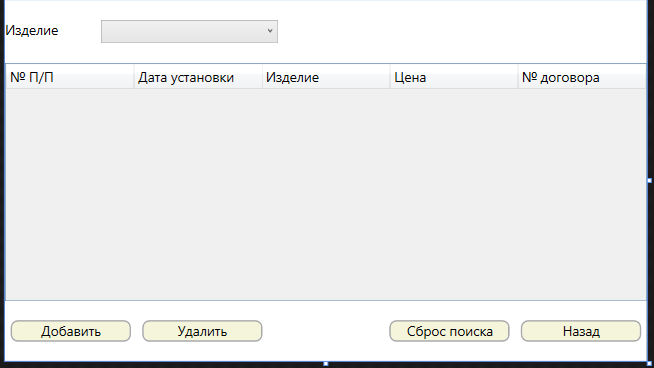 Изделие
№ П/П Дата установки Изделие Цена № договора
Добавить Удалить Сброс поиска Назад